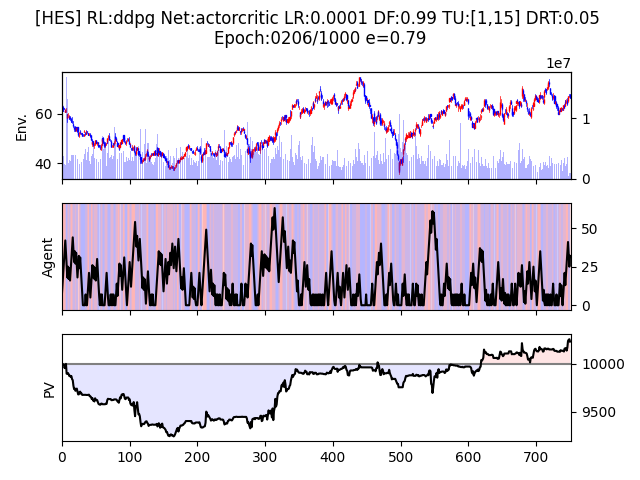 [HES] RL:ddpg Net:actorcritic LR:0.0001 DF:0.99 TU:[1,15] DRT:0.05
Epoch:0206/1000 e=0.79
1e7
Env.
60
40
1
0
Agent
50
25
0
PV
10000
9500
0 100 200 300 400 500 600 700